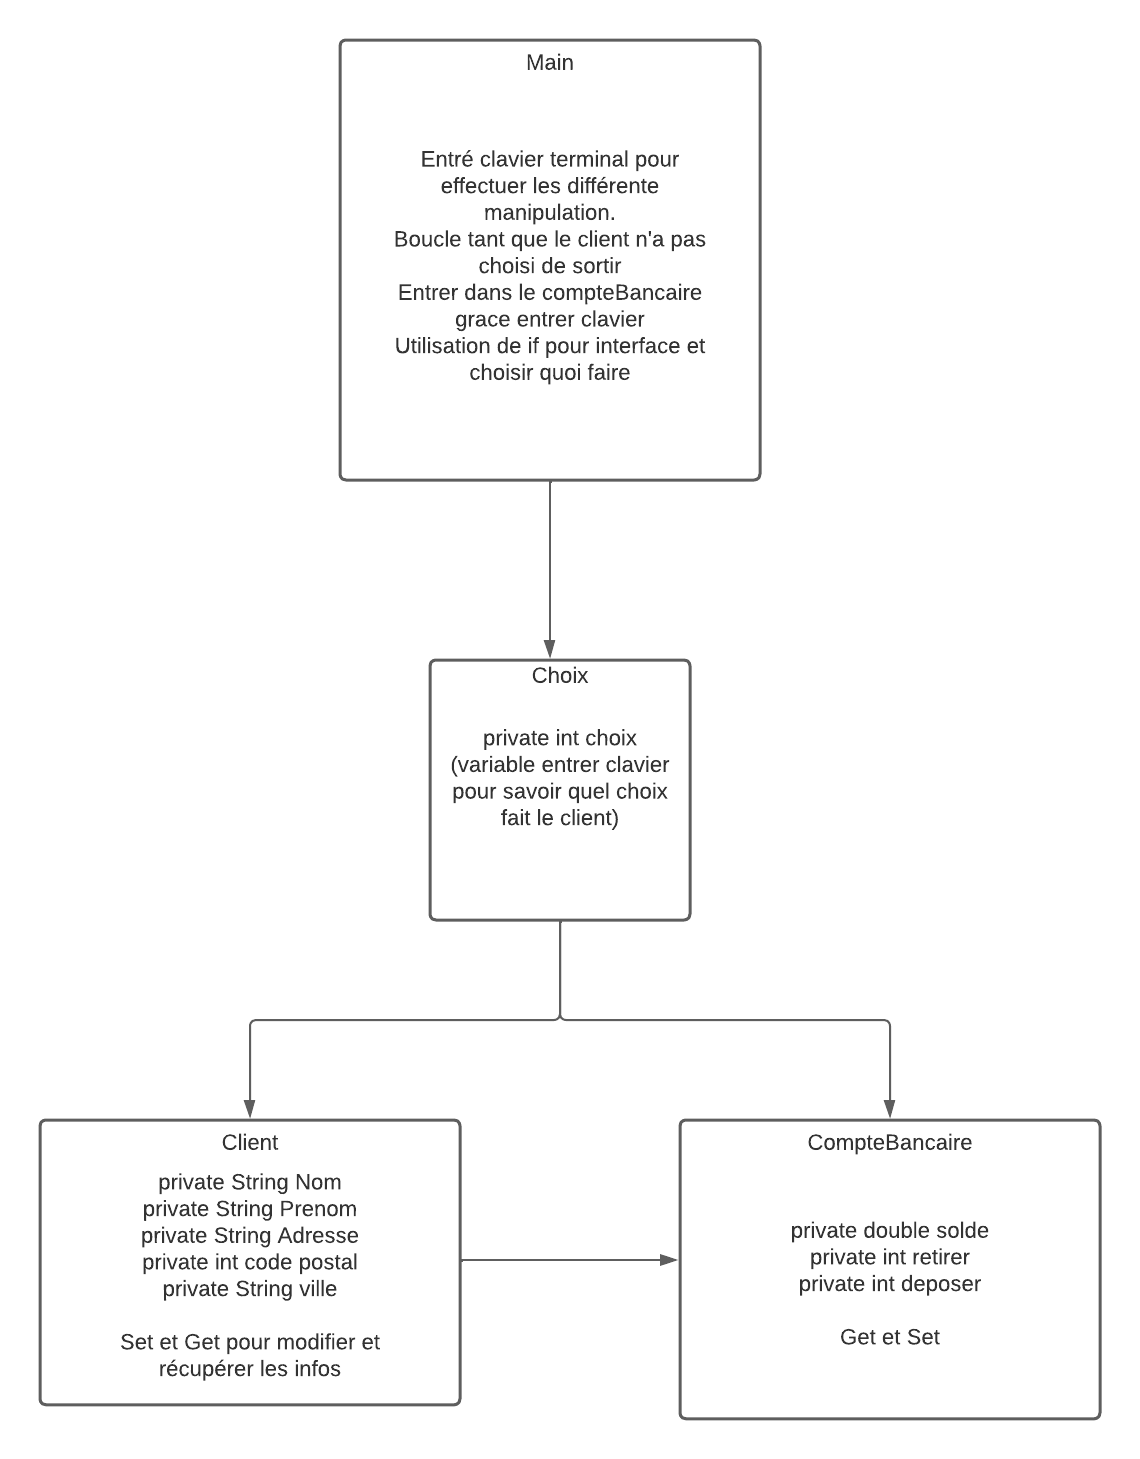 Main
Entré clavier terminal pour
effectuer les différente
manipulation.
Boucle tant que le client n'a pas
choisi de sortir
Entrer dans le compteBancaire
grace entrer clavier
Utilisation de if pour interface et
choisir quoi faire
Choix
private int choix
(variable entrer clavier
pour savoir quel choix
fait le client)
Client
private String Nom
private String Prenom
private String Adresse
private int code postal
private String ville
Set et Get pour modifier et
récupérer les infos
CompteBancaire
private double solde
private int retirer
private int deposer
Get et Set